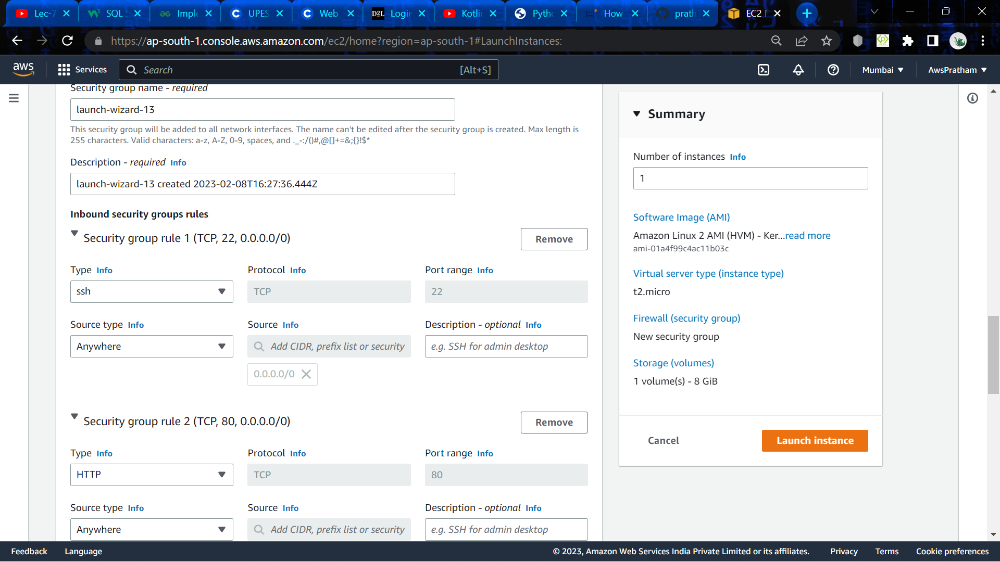 Lec-7
SQL
Imple
UPES
Web
D2L Login
Kotlin
Pytho
How
prath
EC2
https://ap-south-1.console.aws.amazon.com/ec2/home?region=ap-south-1#LaunchInstances:
aws
Services
Search
[Alt+S]
Mumbai
AwsPratham
Security group name - required
launch-wizard-13
This security group will be added to all network interfaces. The name can't be edited after the security group is created. Max length is
255 characters. Valid characters: a-z, A-Z, 0-9, spaces, and ._-:/()#,@[]+=&;{}!$*
Description - required Info
launch-wizard-13 created 2023-02-08T16:27:36.444Z
Inbound security groups rules
Security group rule 1 (TCP, 22, 0.0.0.0/0)
Remove
Type Info
Protocol Info
Port range Info
ssh
TCP
22
Source type Info
Source Info
Description - optional Info
Anywhere
Add CIDR, prefix list or security
e.g. SSH for admin desktop
0.0.0.0/0
Security group rule 2 (TCP, 80, 0.0.0.0/0)
Remove
Type Info
Protocol Info
Port range Info
HTTP
TCP
80
Source type Info
Source Info
Description - optional Info
Anywhere
Add CIDR, prefix list or security
e.g. SSH for admin desktop
Summary
Number of instances Info
1
Software Image (AMI)
Amazon Linux 2 AMI (HVM) - Ker...read more
ami-01a4f99c4ac11b03c
Virtual server type (instance type)
t2.micro
Firewall (security group)
New security group
Storage (volumes)
1 volume(s) - 8 GiB
Cancel
Launch instance
Feedback
Language
© 2023, Amazon Web Services India Private Limited or its affiliates.
Privacy
Terms
Cookie preferences